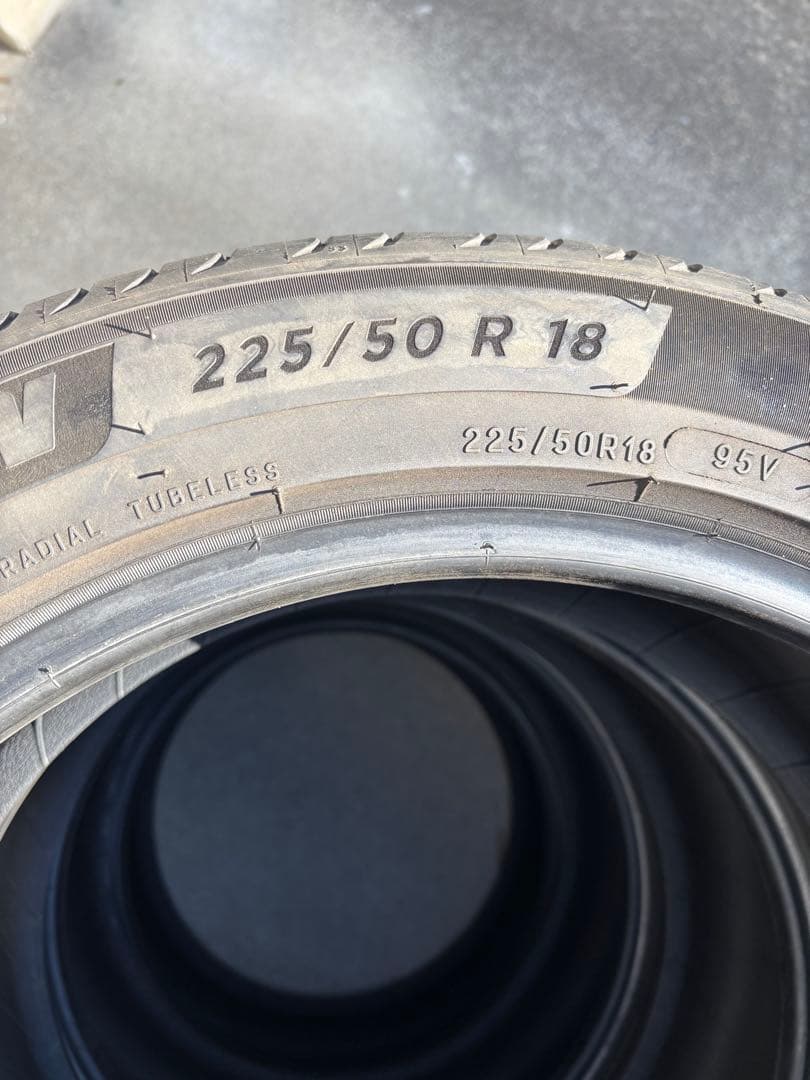 225/50 R 18
N
225/50R18 95V
RADIAL TUBELESS